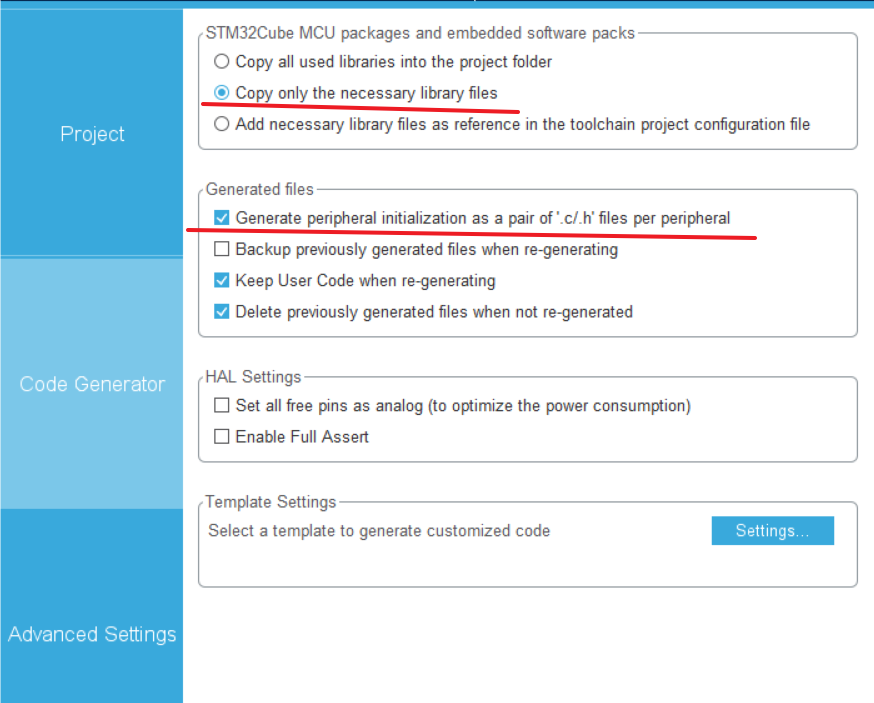 Project
Code Generator
Advanced Settings
STM32Cube MCU packages and embedded software packs
Copy all used libraries into the project folder
Copy only the necessary library files
Add necessary library files as reference in the toolchain project configuration file
Generated files
Generate peripheral initialization as a pair of '.c/.h' files per peripheral
Backup previously generated files when re-generating
Keep User Code when re-generating
Delete previously generated files when not re-generated
HAL Settings
Set all free pins as analog (to optimize the power consumption)
Enable Full Assert
Template Settings
Select a template to generate customized code
Settings...